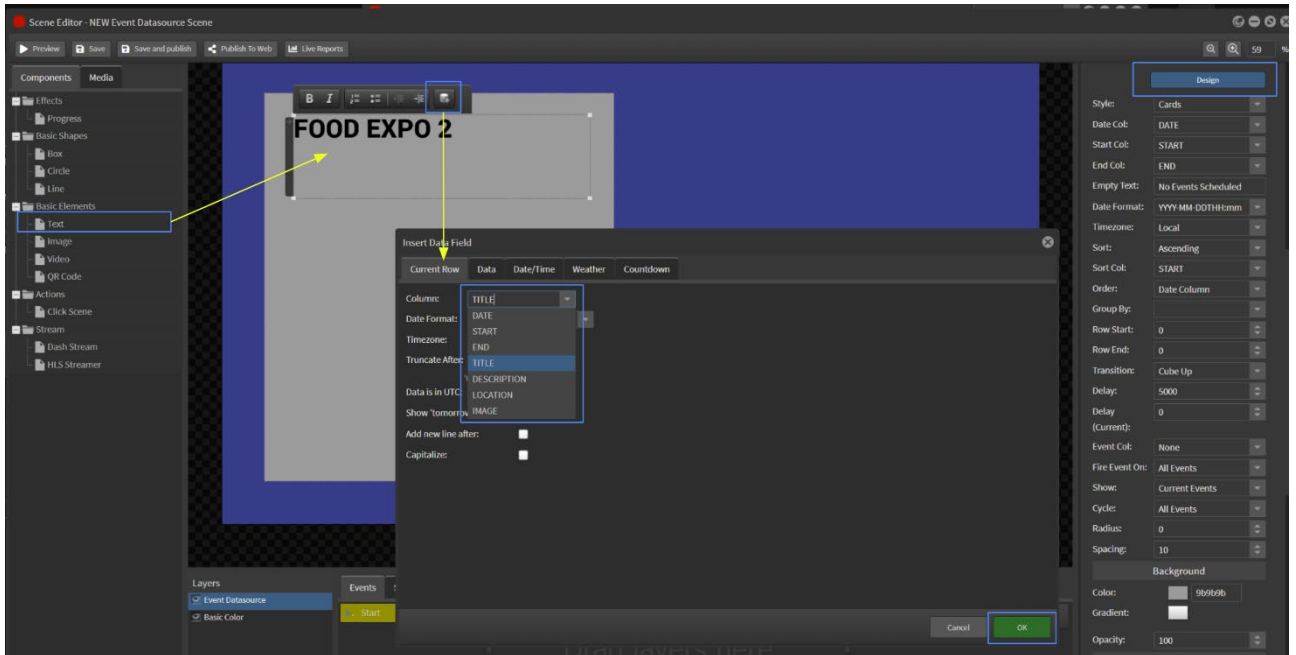 Scene Editor - NEW Event Datasource Scene
Preview Save Save and publish Publish To Web Live Reports 59 %
Components Media
Effects
Progress
Basic Shapes
Box
Circle
Line
Basic Elements
Text
Image
Video
QR Code
Actions
Click Scene
Stream
Dash Stream
HLS Streamer
B I
FOOD EXPO 2
Insert Data Field
Current Row Data Date/Time Weather Countdown
Column: TITLE
Date Format:
Timezone:
Truncate After:
Data is in UTC:
Show 'tomorrow
Add new line after:
Capitalize:
DATE
START
END
TITLE
DESCRIPTION
LOCATION
IMAGE
Cancel OK
Layers
Event Datasource
Basic Color
Events
Start
Drag layers here
Design
Style: Cards
Date Col: DATE
Start Col: START
End Col: END
Empty Text: No Events Scheduled
Date Format: YYYY-MM-DDTHH:mm
Timezone: Local
Sort: Ascending
Sort Col: START
Order: Date Column
Group By:
Row Start: 0
Row End: 0
Transition: Cube Up
Delay: 5000
Delay 0
(Current):
Event Col: None
Fire Event On: All Events
Show: Current Events
Cycle: All Events
Radius: 0
Spacing: 10
Background
Color: 9b9b9b
Gradient:
Opacity: 100